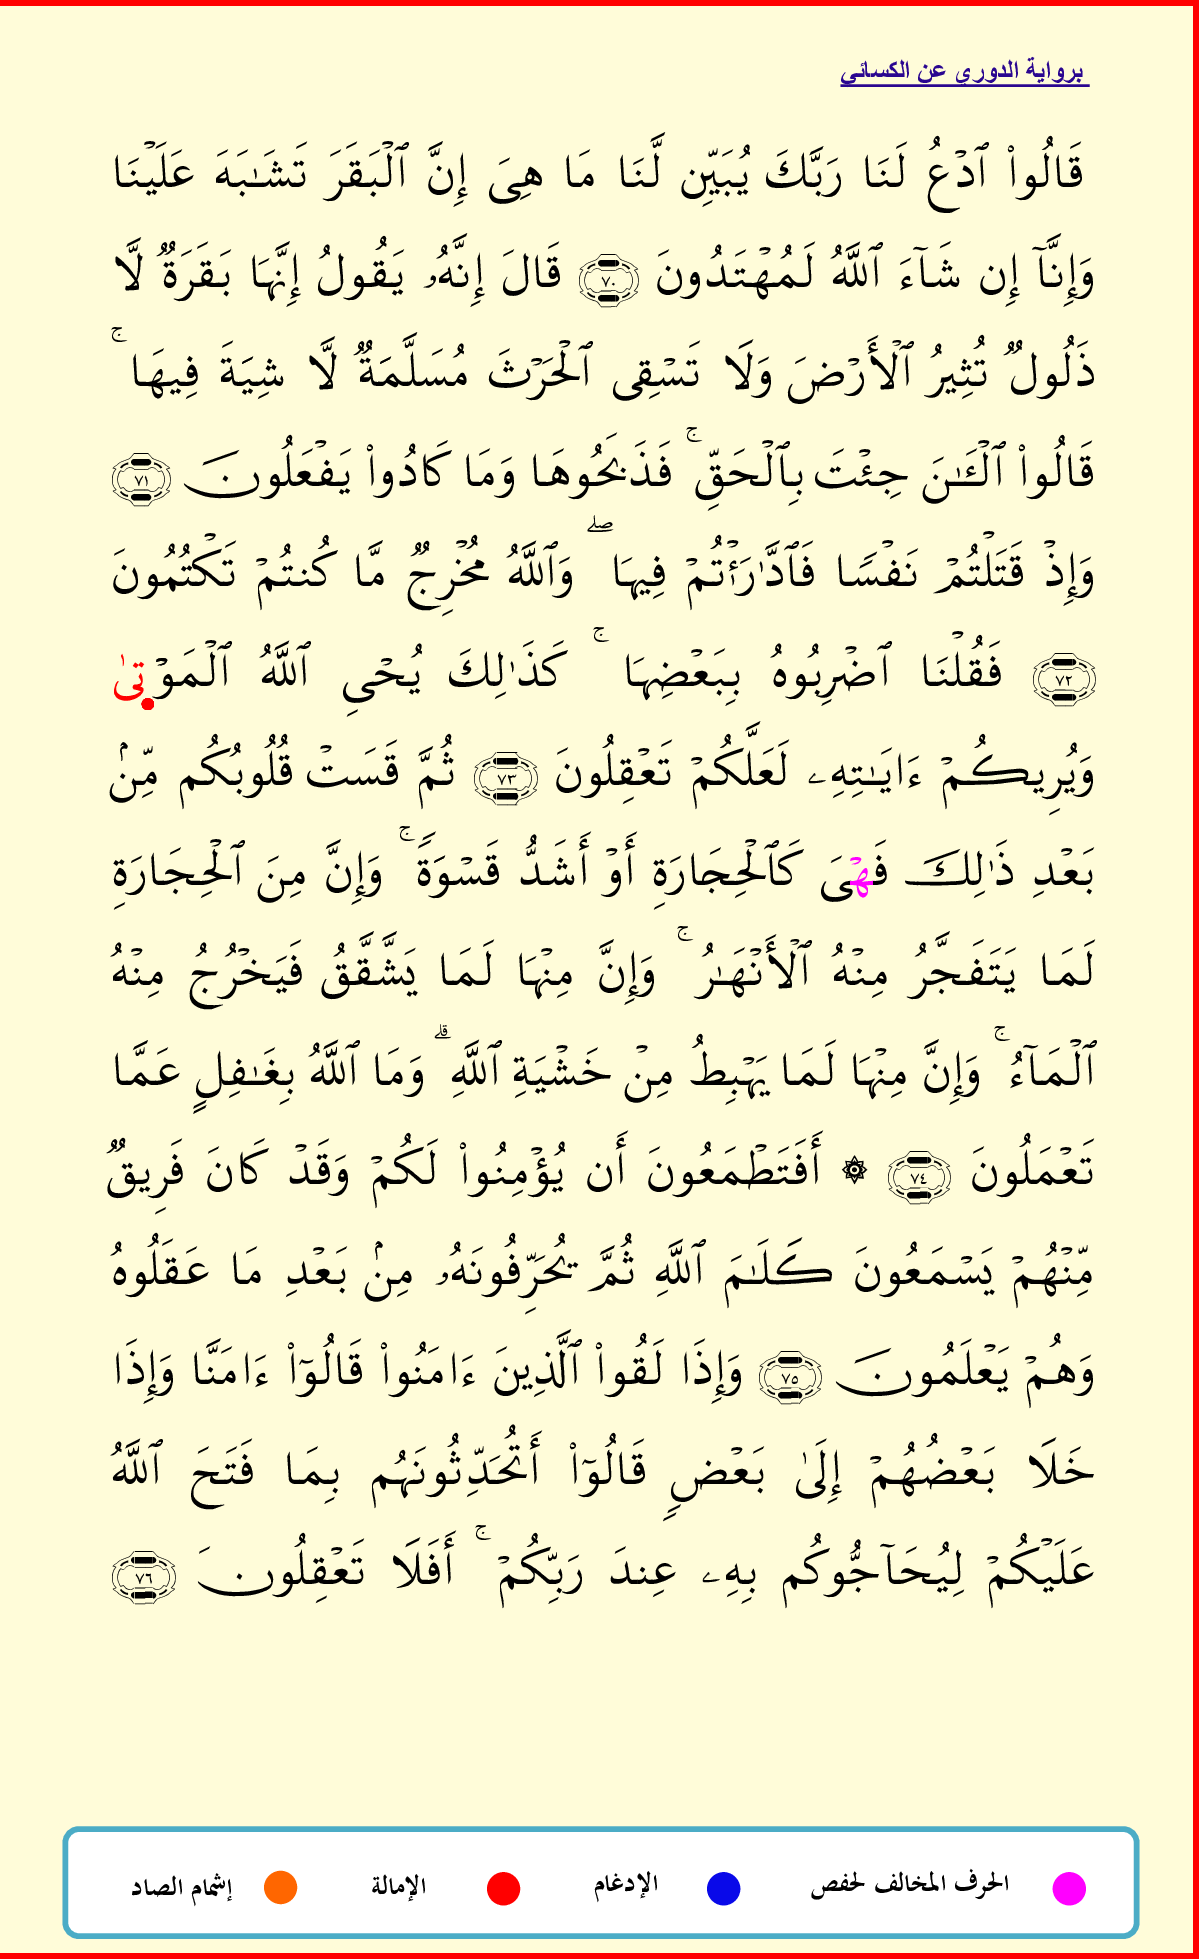 برواية الدوري عن الكسائي
قَالُوا۟ ٱدْعُ لَنَا رَبَّكَ يُبَيِّن لَّنَا مَا هِىَ إِنَّ ٱلْبَقَرَ تَشَـٰبَهَ عَلَيْنَا
وَإِنَّآ إِن شَآءَ ٱللَّهُ لَمُهْتَدُونَ ٧٠ قَالَ إِنَّهُۥ يَقُولُ إِنَّهَا بَقَرَةٌ لَّا
ذَلُولٌ تُثِيرُ ٱلْأَرْضَ وَلَا تَسْقِى ٱلْحَرْثَ مُسَلَّمَةٌ لَّا شِيَةَ فِيهَا ۚ
قَالُوا۟ ٱلْـَٔـٰنَ جِئْتَ بِٱلْحَقِّ ۚ فَذَبَحُوهَا وَمَا كَادُوا۟ يَفْعَلُونَ ٧١
وَإِذْ قَتَلْتُمْ نَفْسًا فَٱدَّٰرَْٰٔتُمْ فِيهَا ۖ وَٱللَّهُ مُخْرِجٌ مَّا كُنتُمْ تَكْتُمُونَ
٧٢ فَقُلْنَا ٱضْرِبُوهُ بِبَعْضِهَا ۚ كَذَٰلِكَ يُحْىِ ٱللَّهُ ٱلْمَوْتَىٰ
وَيُرِيكُمْ ءَايَـٰتِهِۦ لَعَلَّكُمْ تَعْقِلُونَ ٧٣ ثُمَّ قَسَتْ قُلُوبُكُم مِّنۢ
بَعْدِ ذَٰلِكَ فَهْىَ كَٱلْحِجَارَةِ أَوْ أَشَدُّ قَسْوَةً ۚ وَإِنَّ مِنَ ٱلْحِجَارَةِ
لَمَا يَتَفَجَّرُ مِنْهُ ٱلْأَنْهَـٰرُ ۚ وَإِنَّ مِنْهَا لَمَا يَشَّقَّقُ فَيَخْرُجُ مِنْهُ
ٱلْمَآءُ ۚ وَإِنَّ مِنْهَا لَمَا يَهْبِطُ مِنْ خَشْيَةِ ٱللَّهِ ۗ وَمَا ٱللَّهُ بِغَـٰفِلٍ عَمَّا
تَعْمَلُونَ ٧٤ ۞ أَفَتَطْمَعُونَ أَن يُؤْمِنُوا۟ لَكُمْ وَقَدْ كَانَ فَرِيقٌ
مِّنْهُمْ يَسْمَعُونَ كَلَـٰمَ ٱللَّهِ ثُمَّ يُحَرِّفُونَهُۥ مِنۢ بَعْدِ مَا عَقَلُوهُ
وَهُمْ يَعْلَمُونَ ٧٥ وَإِذَا لَقُوا۟ ٱلَّذِينَ ءَامَنُوا۟ قَالُوٓا۟ ءَامَنَّا وَإِذَا
خَلَا بَعْضُهُمْ إِلَىٰ بَعْضٍ قَالُوٓا۟ أَتُحَدِّثُونَهُم بِمَا فَتَحَ ٱللَّهُ
عَلَيْكُمْ لِيُحَآجُّوكُم بِهِۦ عِندَ رَبِّكُمْ ۚ أَفَلَا تَعْقِلُونَ ٧٦
الحرف المخالف لحفص الإدغام الإمالة إشمام الصاد